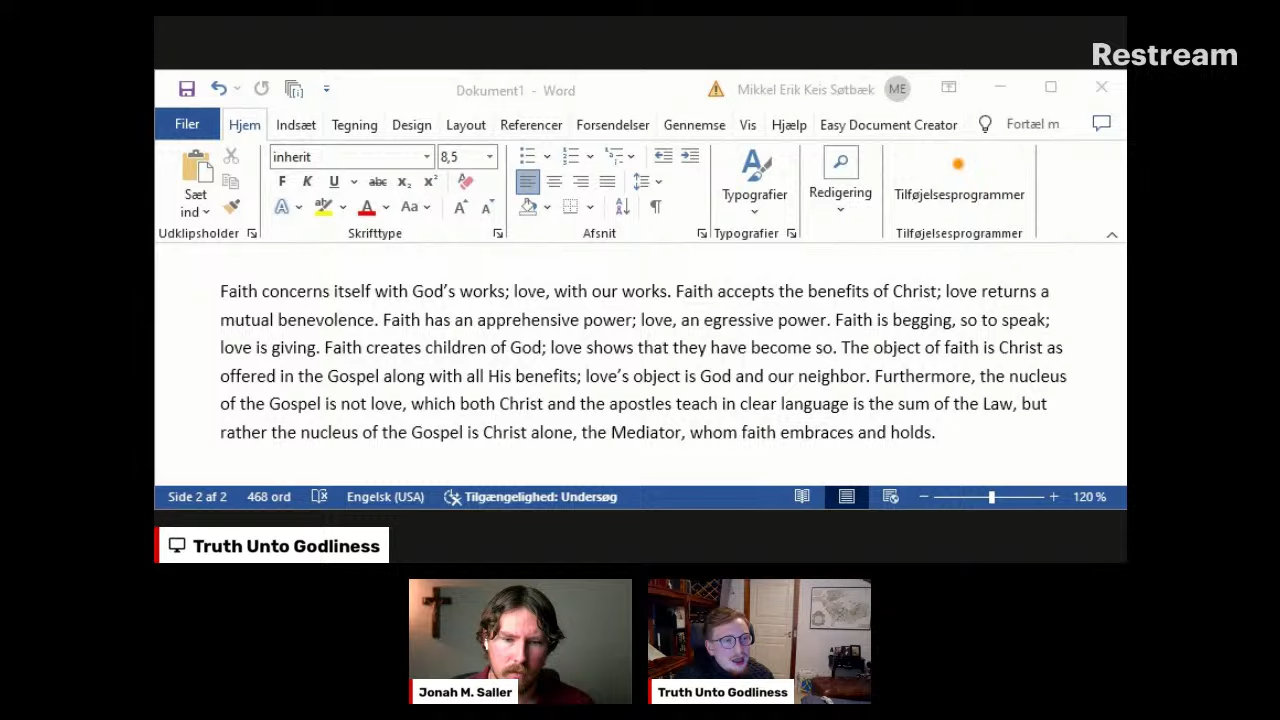 Restream
Dokument1 - Word
Mikkel Erik Keis Søtbæk
ME
Filer
Hjem
Indsæt
Tegning
Design
Layout
Referencer
Forsendelser
Gennemse
Vis
Hjælp
Easy Document Creator
Fortæl m
Sæt
ind
inherit
8,5
F
K
U
abc
x₂
x²
A
ab
A
Aa
A
A
Typografier
Redigering
Tilføjelsesprogrammer
Udklipsholder
Skrifttype
Afsnit
Typografier
Tilføjelsesprogrammer
Faith concerns itself with God’s works; love, with our works. Faith accepts the benefits of Christ; love returns a
mutual benevolence. Faith has an apprehensive power; love, an egressive power. Faith is begging, so to speak;
love is giving. Faith creates children of God; love shows that they have become so. The object of faith is Christ as
offered in the Gospel along with all His benefits; love’s object is God and our neighbor. Furthermore, the nucleus
of the Gospel is not love, which both Christ and the apostles teach in clear language is the sum of the Law, but
rather the nucleus of the Gospel is Christ alone, the Mediator, whom faith embraces and holds.
Side 2 af 2
468 ord
Engelsk (USA)
Tilgængelighed: Undersøg
120 %
Truth Unto Godliness
Jonah M. Saller
Truth Unto Godliness